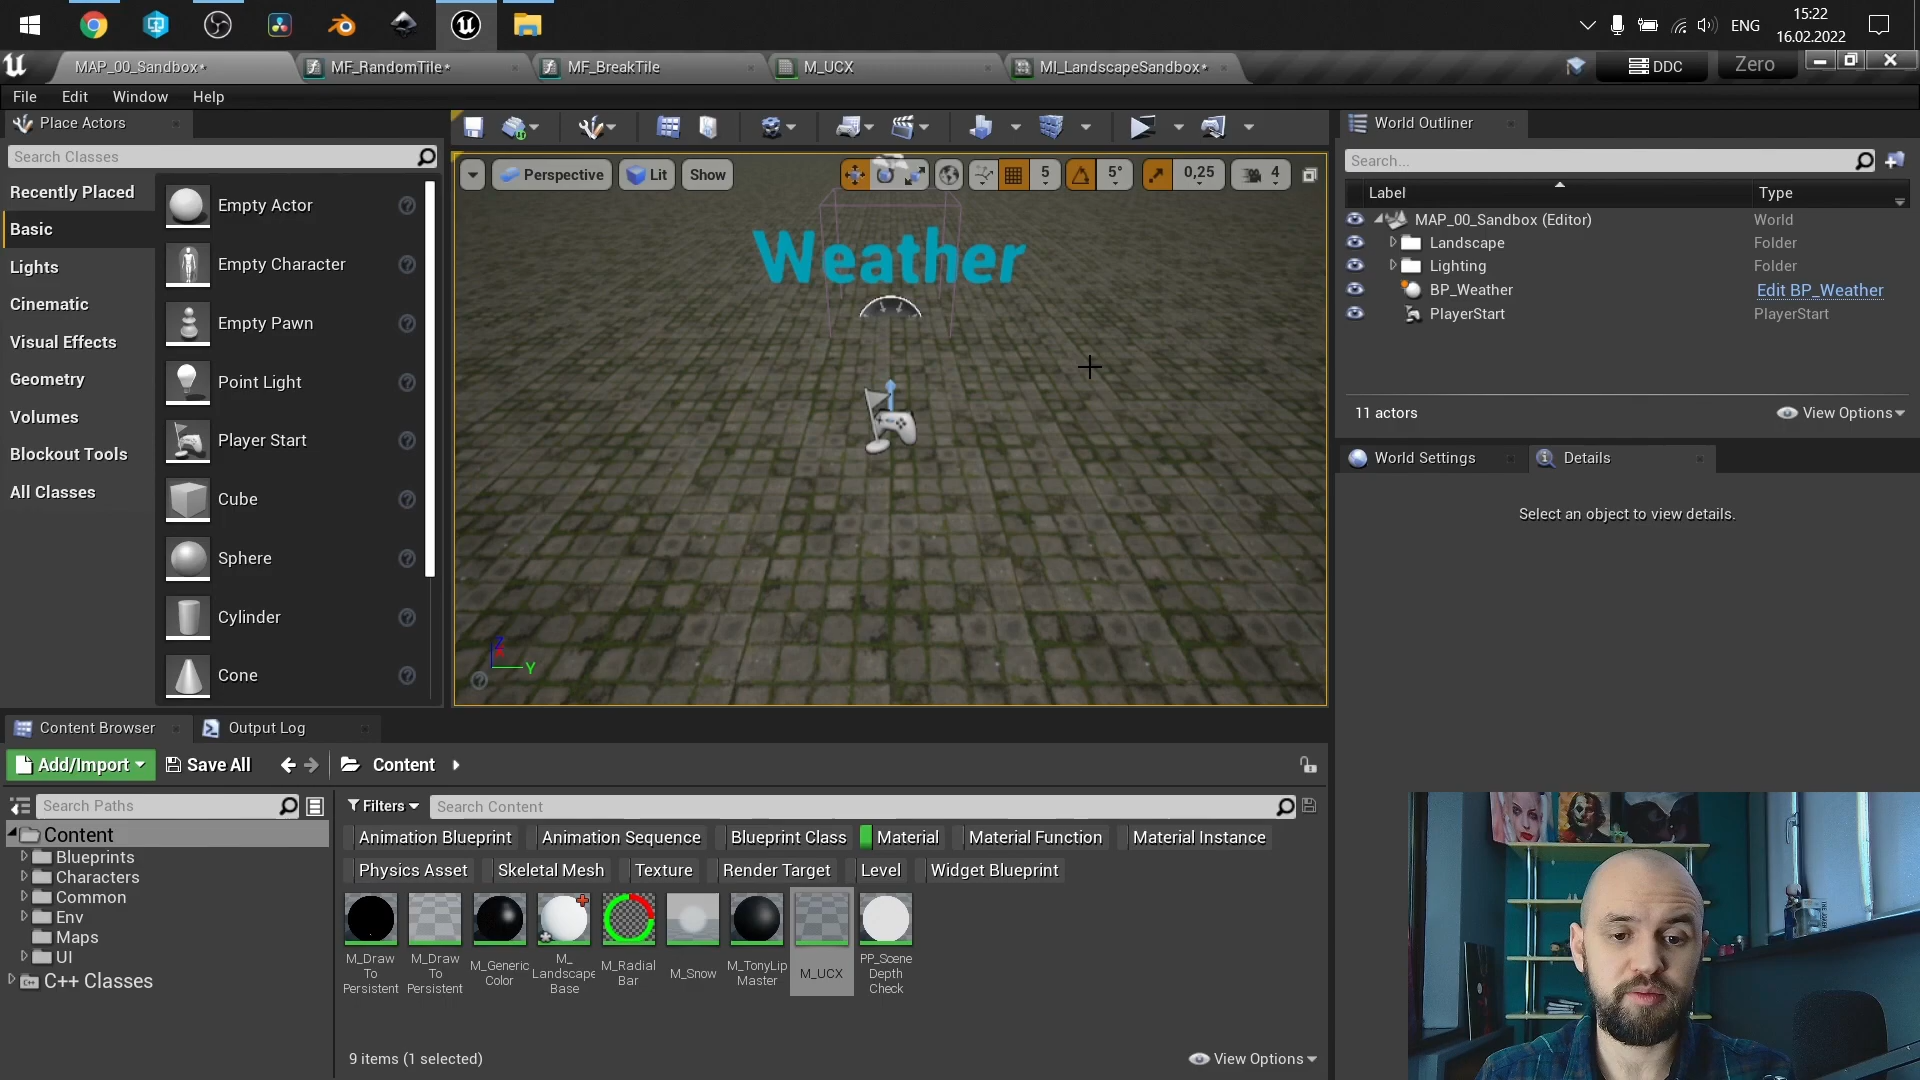 15:22
ENG
16.02.2022
MAP_00_Sandbox*
MF_RandomTile*
MF_BreakTile
M_UCX
MI_LandscapeSandbox*
DDC
Zero
File
Edit
Window
Help
Place Actors
Search Classes
Recently Placed
Basic
Lights
Cinematic
Visual Effects
Geometry
Volumes
Blockout Tools
All Classes
Empty Actor
Empty Character
Empty Pawn
Point Light
Player Start
Cube
Sphere
Cylinder
Cone
Perspective
Lit
Show
5
5°
0,25
4
Weather
Z
Y
World Outliner
Search...
Label
Type
MAP_00_Sandbox (Editor)
World
Landscape
Folder
Lighting
Folder
BP_Weather
Edit BP_Weather
PlayerStart
PlayerStart
11 actors
View Options
World Settings
Details
Select an object to view details.
Content Browser
Output Log
Add/Import
Save All
Content
Search Paths
Filters
Search Content
Content
Blueprints
Characters
Common
Env
Maps
UI
C++ Classes
Animation Blueprint
Animation Sequence
Blueprint Class
Material
Material Function
Material Instance
Physics Asset
Skeletal Mesh
Texture
Render Target
Level
Widget Blueprint
M_Draw
To
Persistent
M_Draw
To
Persistent
M_Generic
Color
M_
Landscape
Base
M_Radial
Bar
M_Snow
M_TonyLip
Master
M_UCX
PP_Scene
Depth
Check
9 items (1 selected)
View Options